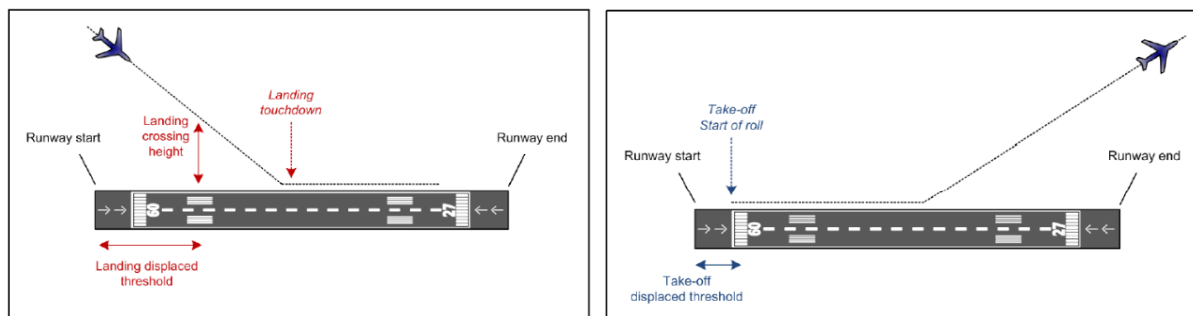 Landing
touchdown
Landing
crossing
height
Runway start
Runway end
09
27
Landing displaced
threshold
Take-off
Start of roll
Runway start
Runway end
09
27
Take-off
displaced threshold